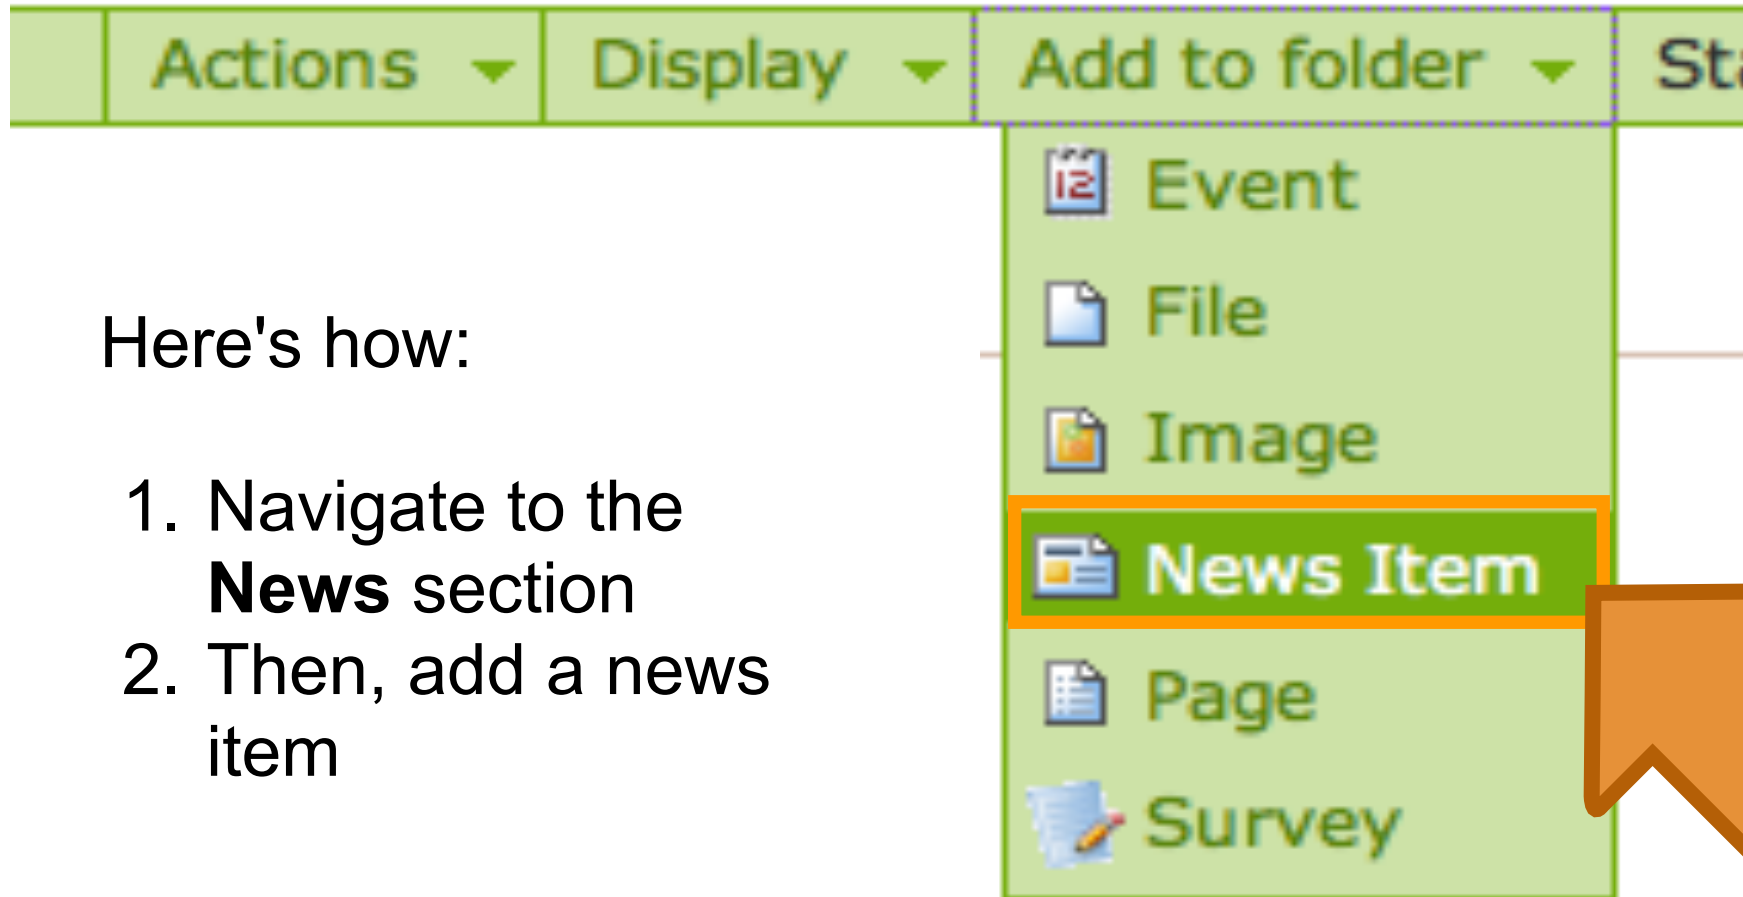 Actions Display Add to folder
Event
File
Here's how:
Image
1. Navigate to the
News section
2. Then, add a news
item
News Item
Page
Survey